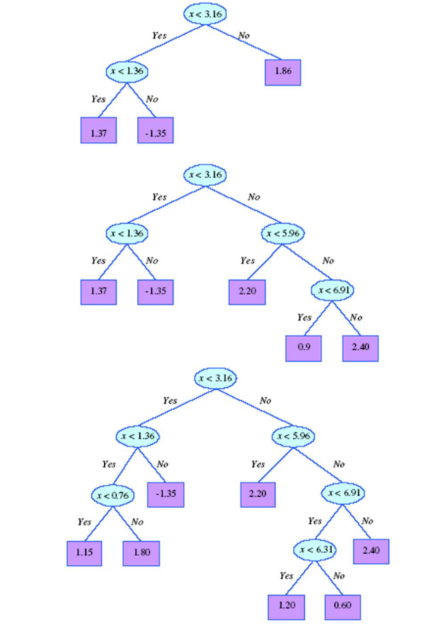 x < 3.16
Yes No
x < 1.36 1.86
Yes No
1.37 -1.35
x < 3.16
Yes No
x < 1.36 x < 5.96
Yes No Yes No
1.37 -1.35 2.20 x < 6.91
Yes No
0.9 2.40
x < 3.16
Yes No
x < 1.36 x < 5.96
Yes No Yes No
x < 0.76 -1.35 2.20 x < 6.91
Yes No Yes No
1.15 1.80 x < 6.31 2.40
Yes No
1.20 0.60